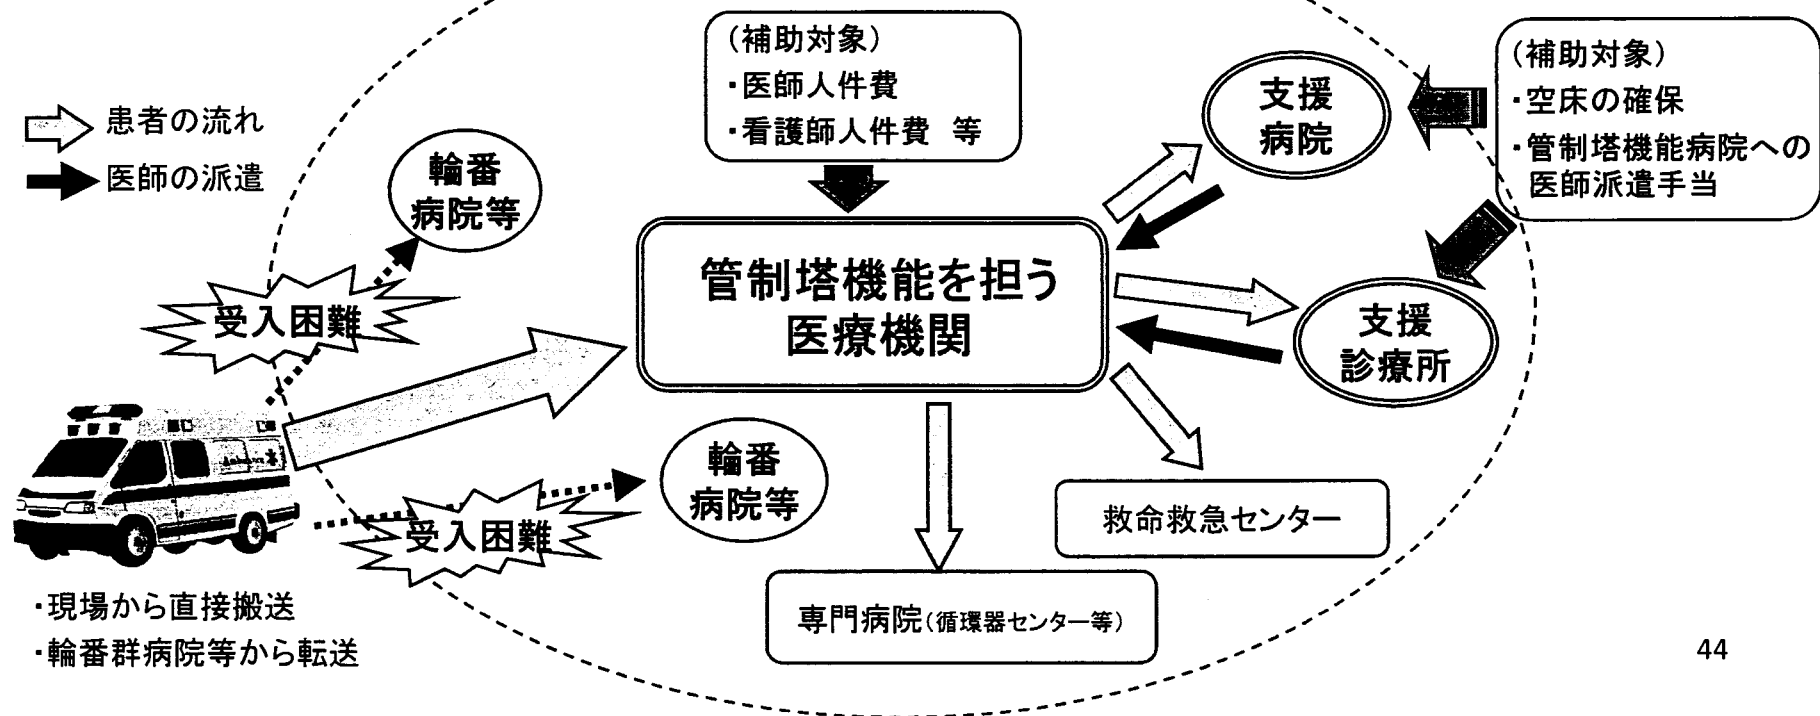 患者の流れ
医師の派遣
(補助対象)
・医師人件費
・看護師人件費 等
支援
病院
(補助対象)
・空床の確保
・管制塔機能病院への
医師派遣手当
輪番
病院等
受入困難
管制塔機能を担う
医療機関
支援
診療所
輪番
病院等
受入困難
救命救急センター
専門病院(循環器センター等)
・現場から直接搬送
・輪番群病院等から転送
44